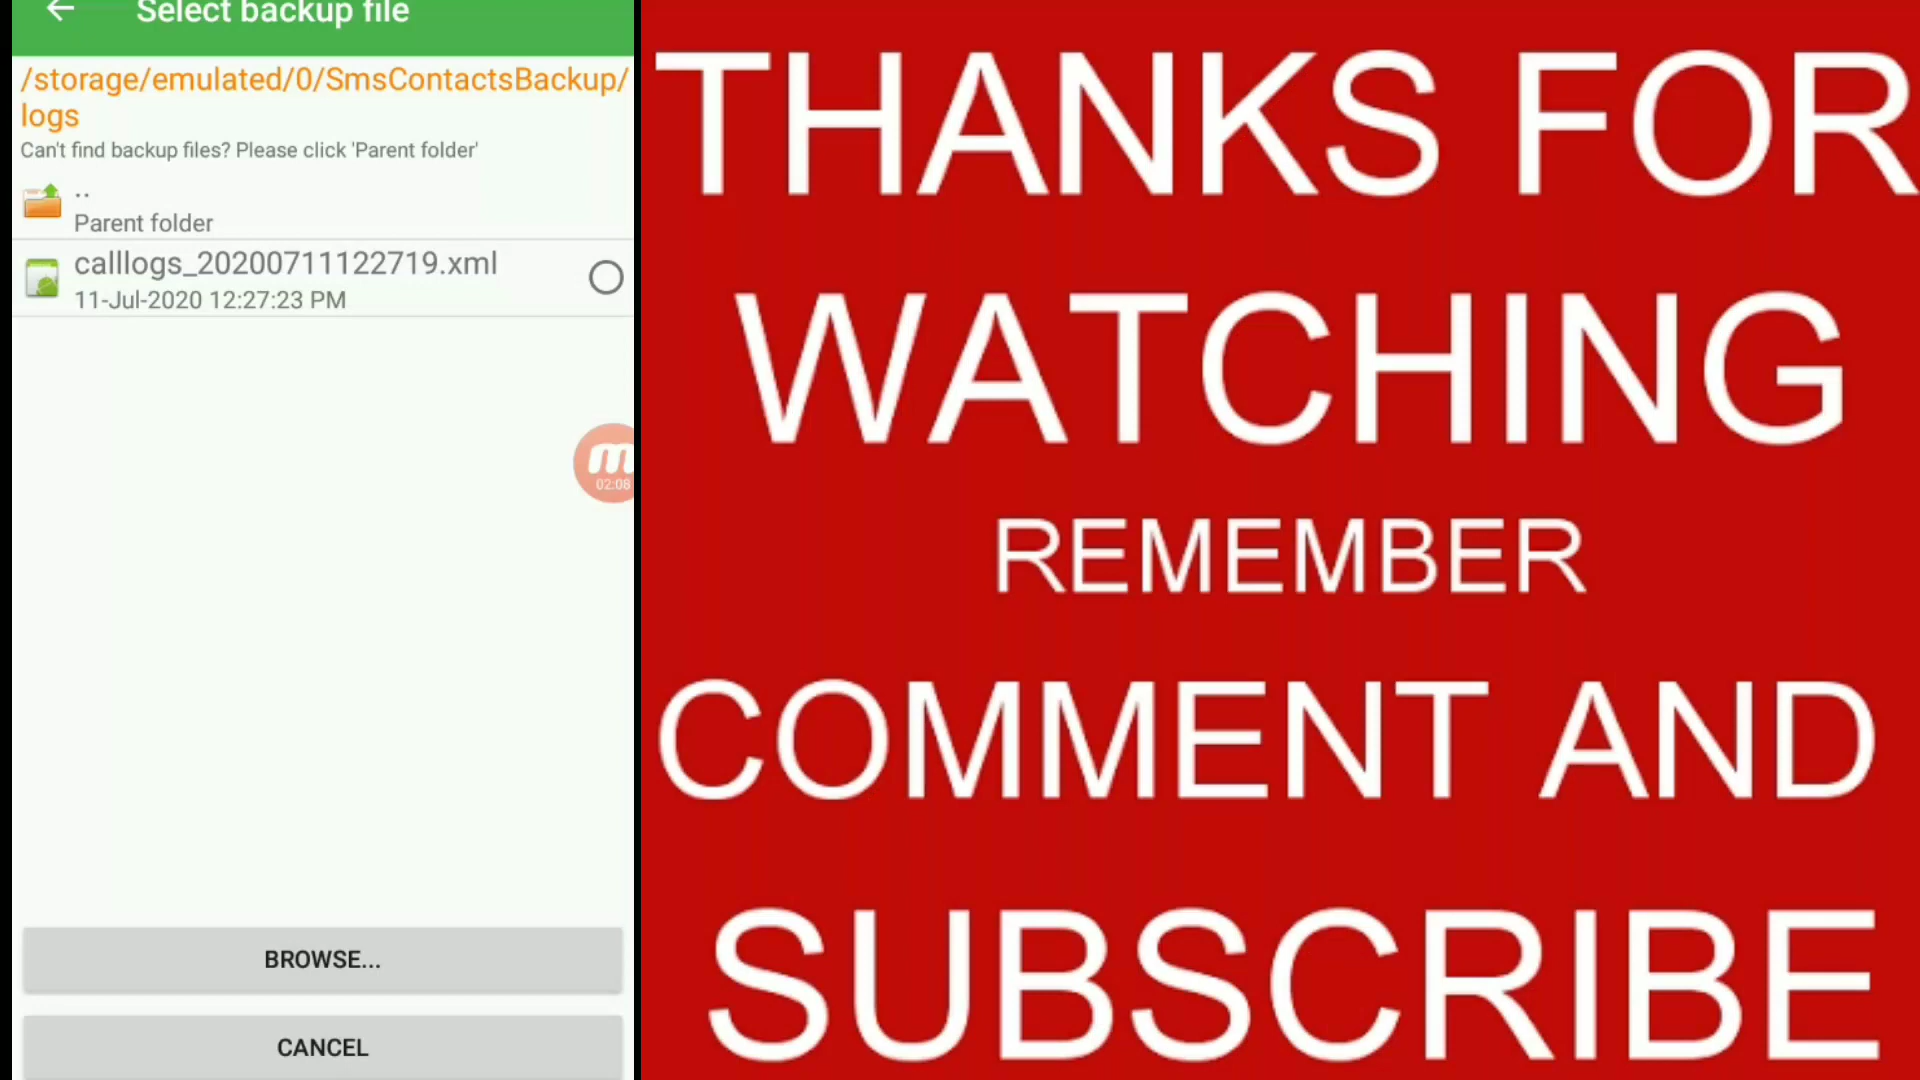 Select backup file
/storage/emulated/0/SmsContactsBackup/
logs
Can't find backup files? Please click 'Parent folder'
..
Parent folder
calllogs_20200711122719.xml
11-Jul-2020 12:27:23 PM
m
02:08
BROWSE...
CANCEL
THANKS FOR
WATCHING
REMEMBER
COMMENT AND
SUBSCRIBE